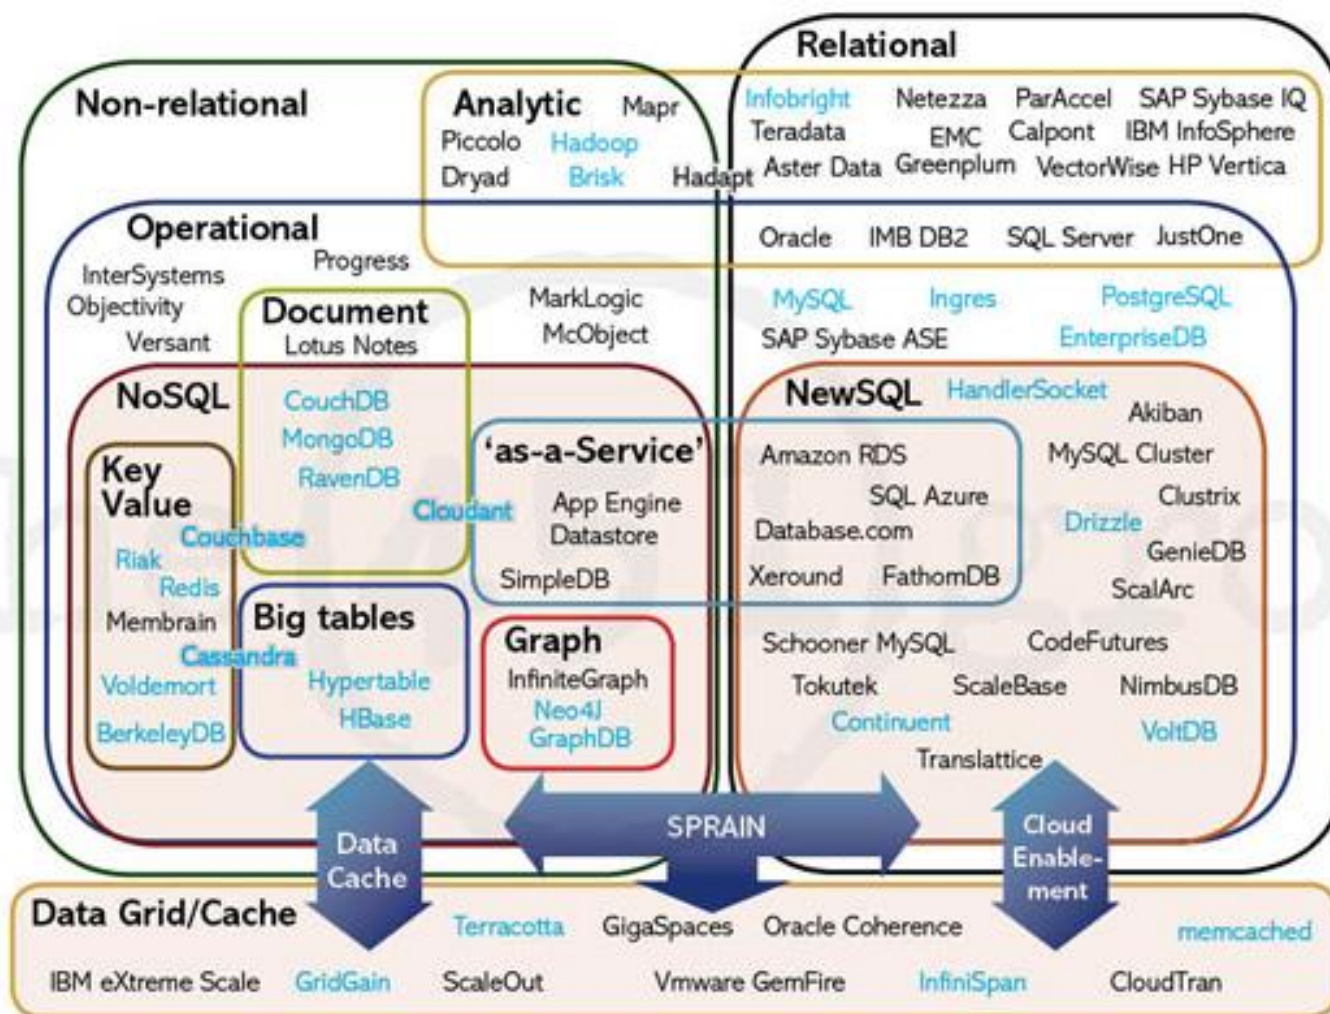 Relational
Non-relational
Analytic Mapr
Piccolo Hadoop
Dryad Brisk Hadapt
Infobright Netezza ParAccel SAP Sybase IQ
Teradata EMC Calpont IBM InfoSphere
Aster Data Greenplum VectorWise HP Vertica
Operational
Oracle IMB DB2 SQL Server JustOne
InterSystems Progress
Objectivity
Versant
Document
Lotus Notes
MarkLogic
McObject
MySQL Ingres PostgreSQL
SAP Sybase ASE EnterpriseDB
NoSQL
CouchDB
MongoDB
RavenDB
Key
Value
Couchbase
Riak
Redis
Membrain
Cassandra
Voldemort
BerkeleyDB
Cloudant
'as-a-Service'
App Engine
Datastore
SimpleDB
Big tables
Hypertable
HBase
Graph
InfiniteGraph
Neo4J
GraphDB
NewSQL HandlerSocket
Akiban
Amazon RDS MySQL Cluster
SQL Azure Clustrix
Database.com Drizzle
GenieDB
Xeround FathomDB ScalArc
Schooner MySQL CodeFutures
Tokutek ScaleBase NimbusDB
Continuent VoltDB
Translattice
Data
Cache
SPRAIN
Cloud
Enable-
ment
Data Grid/Cache
Terracotta GigaSpaces Oracle Coherence memcached
IBM eXtreme Scale GridGain ScaleOut Vmware GemFire InfiniSpan CloudTran